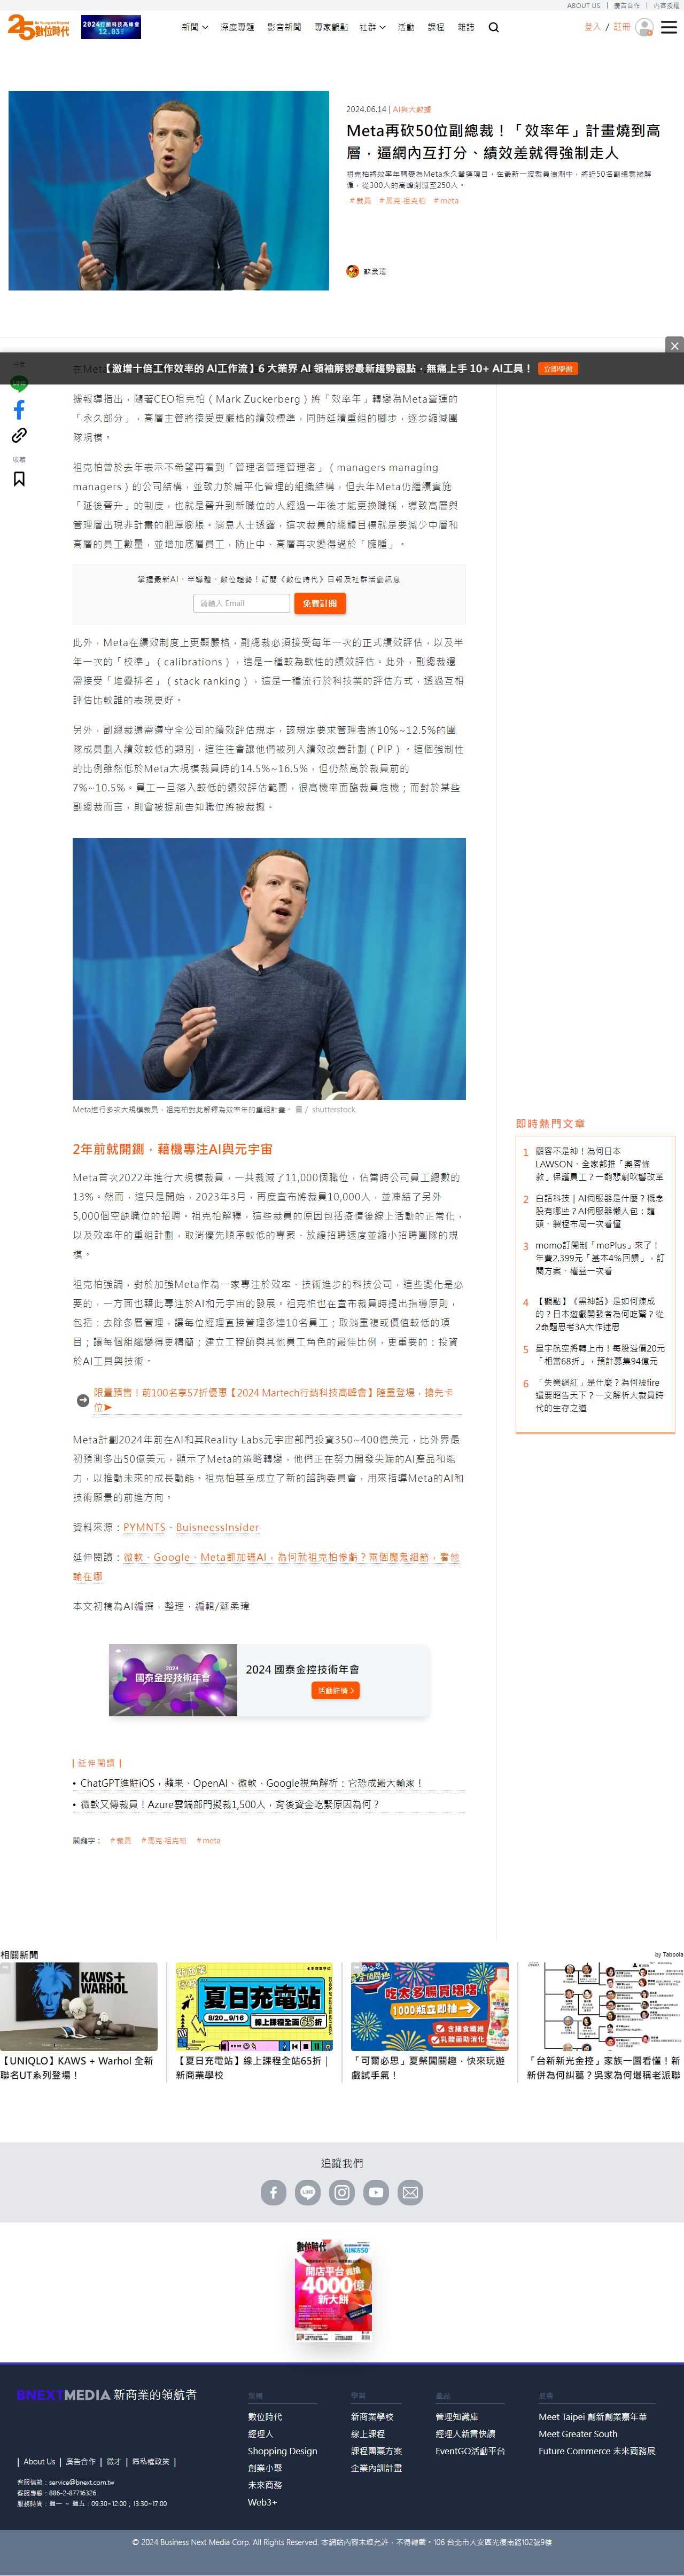 ABOUT US | 廣告合作 | 內容授權
25 數位時代
2024行銷科技高峰會
12.03
新聞 深度專題 影音新聞 專家觀點 社群 活動 課程 雜誌
登入 / 註冊
2024.06.14 | AI與大數據
Meta再砍50位副總裁！「效率年」計畫燒到高
層，逼網內互打分、績效差就得強制走人
祖克柏將效率年轉變為Meta永久營運項目，在最新一波裁員浪潮中，將近50名副總裁被解
僱，從300人的高峰削減至250人。
#裁員 #馬克·祖克柏 #meta
蘇柔瑋
分享
在Meta
【激增十倍工作效率的 AI工作流】6 大業界 AI 領袖解密最新趨勢觀點，無痛上手 10+ AI工具！ 立即學習
據報導指出，隨著CEO祖克柏（Mark Zuckerberg）將「效率年」轉變為Meta營運的
「永久部分」，高層主管將接受更嚴格的績效標準，同時延續重組的腳步，逐步縮減團
隊規模。
收藏
祖克柏曾於去年表示不希望再看到「管理者管理管理者」（managers managing
managers）的公司結構，並致力於扁平化管理的組織結構，但去年Meta仍繼續實施
「延後晉升」的制度，也就是晉升到新職位的人經過一年後才能更換職稱，導致高層與
管理層出現非計畫的肥厚膨脹。消息人士透露，這次裁員的總體目標就是要減少中層和
高層的員工數量，並增加底層員工，防止中、高層再次變得過於「臃腫」。
掌握最新AI、半導體、數位趨勢！訂閱《數位時代》日報及社群活動訊息
請輸入 Email 免費訂閱
此外，Meta在績效制度上更顯嚴格，副總裁必須接受每年一次的正式績效評估，以及半
年一次的「校準」（calibrations），這是一種較為軟性的績效評估。此外，副總裁還
需接受「堆疊排名」（stack ranking），這是一種流行於科技業的評估方式，透過互相
評估比較誰的表現更好。
另外，副總裁還需遵守全公司的績效評估規定，該規定要求管理者將10%~12.5%的團
隊成員劃入績效較低的類別，這往往會讓他們被列入績效改善計劃（PIP）。這個強制性
的比例雖然低於Meta大規模裁員時的14.5%~16.5%，但仍然高於裁員前的
7%~10.5%。員工一旦落入較低的績效評估範圍，很高機率面臨裁員危機；而對於某些
副總裁而言，則會被提前告知職位將被裁撤。
Meta進行多次大規模裁員，祖克柏對此解釋為效率年的重組計畫。 圖／ shutterstock
2年前就開鍘，藉機專注AI與元宇宙
Meta首次2022年進行大規模裁員，一共裁減了11,000個職位，佔當時公司員工總數的
13%。然而，這只是開始，2023年3月，再度宣布將裁員10,000人，並凍結了另外
5,000個空缺職位的招聘。祖克柏解釋，這些裁員的原因包括疫情後線上活動的正常化，
以及效率年的重組計劃，取消優先順序較低的專案、放緩招聘速度並縮小招聘團隊的規
模。
祖克柏強調，對於加強Meta作為一家專注於效率、技術進步的科技公司，這些變化是必
要的，一方面也藉此專注於AI和元宇宙的發展。祖克柏也在宣布裁員時提出指導原則，
包括：去除多層管理，讓每位經理直接管理多達10名員工；取消重複或價值較低的項
目；讓每個組織變得更精簡；建立工程師與其他員工角色的最佳比例，更重要的：投資
於AI工具與技術。
限量預售！前100名享57折優惠【2024 Martech行銷科技高峰會】隆重登場，搶先卡
位➤
Meta計劃2024年前在AI和其Reality Labs元宇宙部門投資350~400億美元，比外界最
初預測多出50億美元，顯示了Meta的策略轉變，他們正在努力開發尖端的AI產品和能
力，以推動未來的成長動能。祖克柏甚至成立了新的諮詢委員會，用來指導Meta的AI和
技術願景的前進方向。
資料來源：PYMNTS、BuisneessInsider
延伸閱讀：微軟、Google、Meta都加碼AI，為何就祖克柏慘虧？兩個魔鬼細節，看他
輸在哪
本文初稿為AI編撰，整理．編輯/蘇柔瑋
2024
國泰金控技術年會
2024 國泰金控技術年會
活動詳情
| 延伸閱讀 |
• ChatGPT進駐iOS，蘋果、OpenAI、微軟、Google視角解析：它恐成最大輸家！
• 微軟又傳裁員！Azure雲端部門擬裁1,500人，背後資金吃緊原因為何？
關鍵字： #裁員 #馬克·祖克柏 #meta
即時熱門文章
1 顧客不是神！為何日本
LAWSON、全家都推「奧客條
款」保護員工？一齣悲劇吹響改革
2 白話科技｜AI伺服器是什麼？概念
股有哪些？AI伺服器懶人包：龍
頭、製程布局一次看懂
3 momo訂閱制「moPlus」來了！
年費2,399元「基本4%回饋」，訂
閱方案、權益一次看
4 【觀點】《黑神話》是如何煉成
的？日本遊戲開發者為何吃驚？從
2命題思考3A大作迷思
5 星宇航空將轉上市！每股溢價20元
「相當68折」，預計募集94億元
6 「失業網紅」是什麼？為何被fire
還要昭告天下？一文解析大裁員時
代的生存之道
相關新聞
by Taboola
KAWS+
WARHOL
【UNIQLO】KAWS + Warhol 全新
聯名UT系列登場！
新商業學校
夏日充電站
8/20 9/16 線上課程全站65折
【夏日充電站】線上課程全站65折｜
新商業學校
吃太多腸胃堵堵
1000站立即抽
「可爾必思」夏祭闖關趣，快來玩遊
戲試手氣！
「台新新光金控」家族一圖看懂！新
新併為何糾葛？吳家為何堪稱老派聯
追蹤我們
LINE
數位時代
開店平台
4000億
新大餅
BNEXTMEDIA 新商業的領航者
| About Us | 廣告合作 | 徵才 | 隱私權政策 |
客服信箱：service@bnext.com.tw
客服專線：886-2-87716326
服務時間：週一 ~ 週五：09:30~12:00；13:30~17:00
媒體
數位時代
經理人
Shopping Design
創業小聚
未來商務
Web3+
學習
新商業學校
線上課程
課程團票方案
企業內訓計畫
產品
管理知識庫
經理人新書快讀
EventGO活動平台
聚會
Meet Taipei 創新創業嘉年華
Meet Greater South
Future Commerce 未來商務展
© 2024 Business Next Media Corp. All Rights Reserved. 本網站內容未經允許，不得轉載。106 台北市大安區光復南路102號9樓